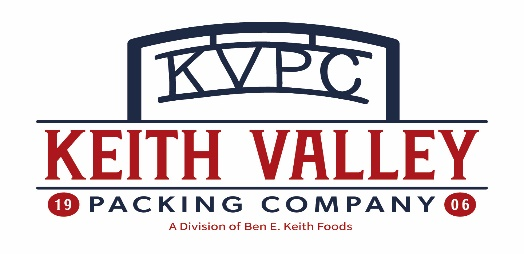 KVPC
KEITH VALLEY
19 PACKING COMPANY 06
A Division of Ben E. Keith Foods